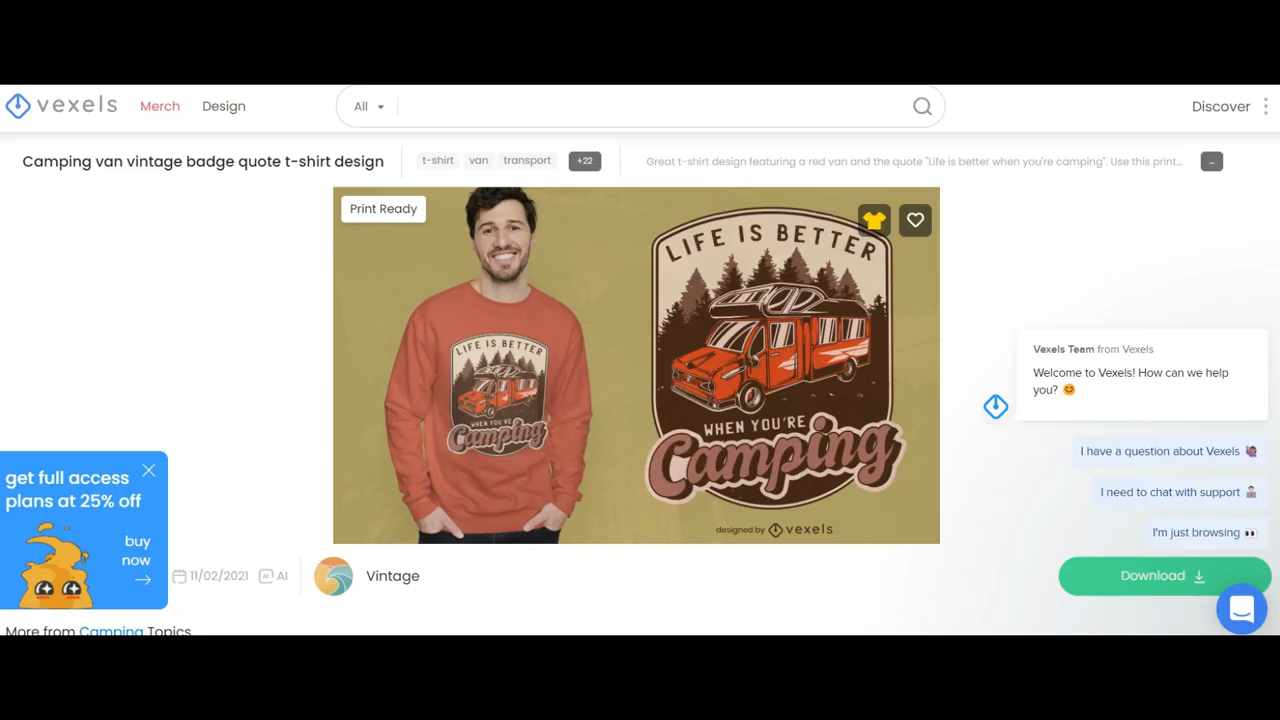 vexels
Merch
Design
All
Discover
Camping van vintage badge quote t-shirt design
t-shirt
van
transport
+22
Great t-shirt design featuring a red van and the quote "Life is better when you're camping". Use this print...
...
Print Ready
LIFE IS BETTER
WHEN YOU'RE
Camping
LIFE IS BETTER
WHEN YOU'RE
Camping
designed by vexels
Vexels Team from Vexels
Welcome to Vexels! How can we help
you? 😊
I have a question about Vexels
I need to chat with support
I'm just browsing 👀
get full access
plans at 25% off
buy
now
11/02/2021
AI
AI
Vintage
Download
More from Camping Topics